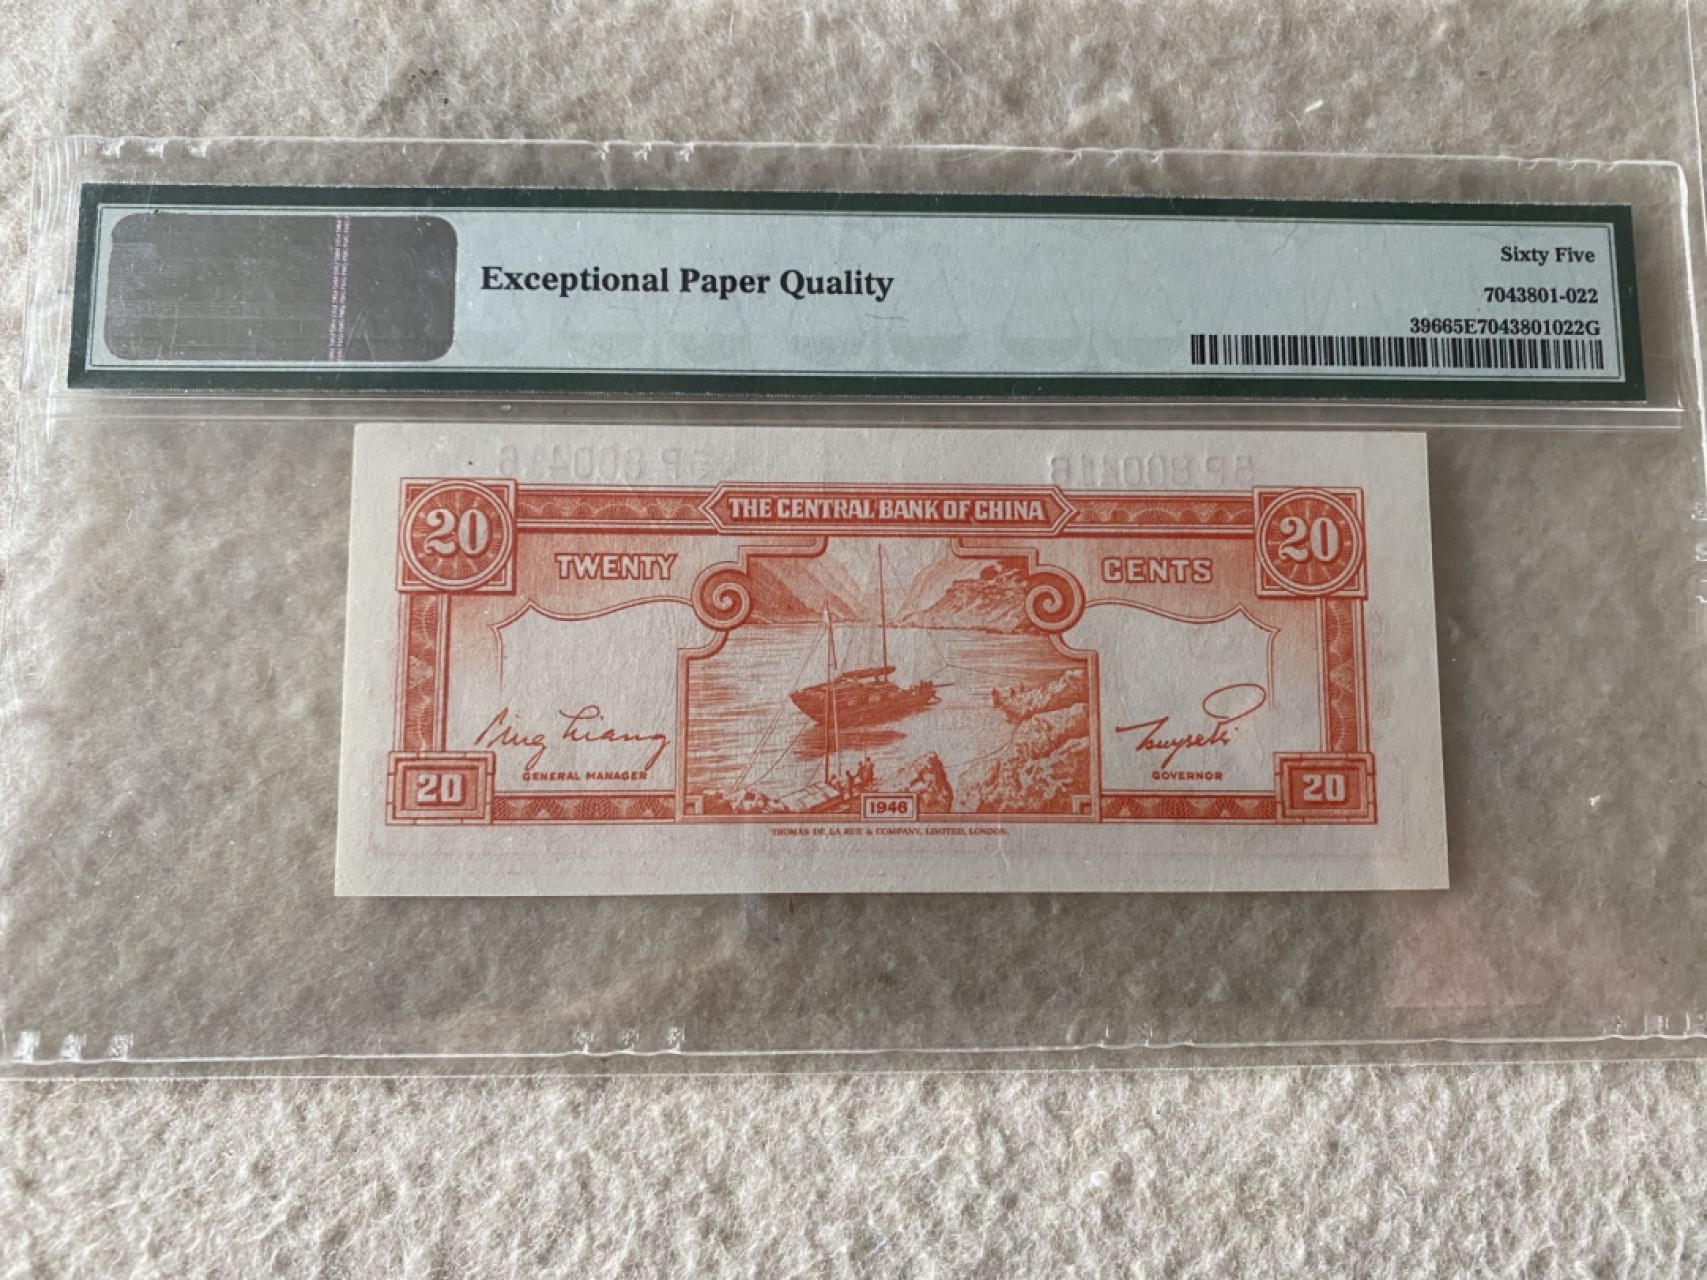 Exceptional Paper Quality
Sixty Five
7043801-022
39665E7043801022G
THE CENTRAL BANK OF CHINA
20
20
TWENTY
CENTS
GENERAL MANAGER
GOVERNOR
20
20
1946
THOMAS DE LA RUE & COMPANY, LIMITED, LONDON.